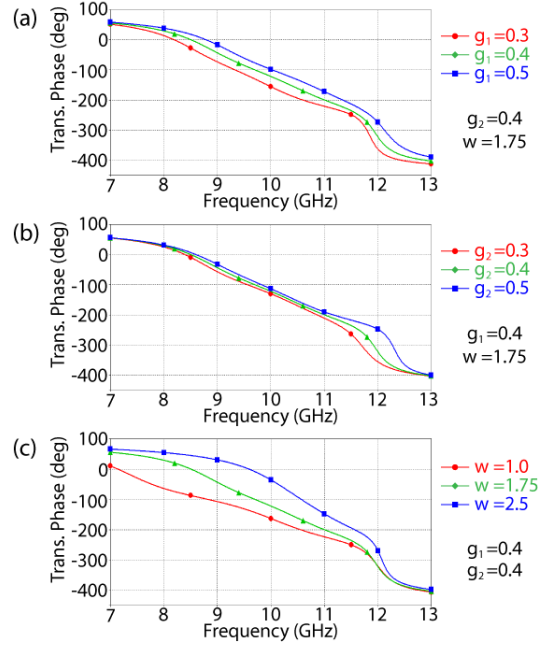 (a)
Trans. Phase (deg)
100
0
-100
-200
-300
-400
7 8 9 10 11 12 13
Frequency (GHz)
g₁=0.3
g₁=0.4
g₁=0.5
g₂=0.4
w=1.75
(b)
Trans. Phase (deg)
100
0
-100
-200
-300
-400
7 8 9 10 11 12 13
Frequency (GHz)
g₂=0.3
g₂=0.4
g₂=0.5
g₁=0.4
w=1.75
(c)
Trans. Phase (deg)
100
0
-100
-200
-300
-400
7 8 9 10 11 12 13
Frequency (GHz)
w=1.0
w=1.75
w=2.5
g₁=0.4
g₂=0.4